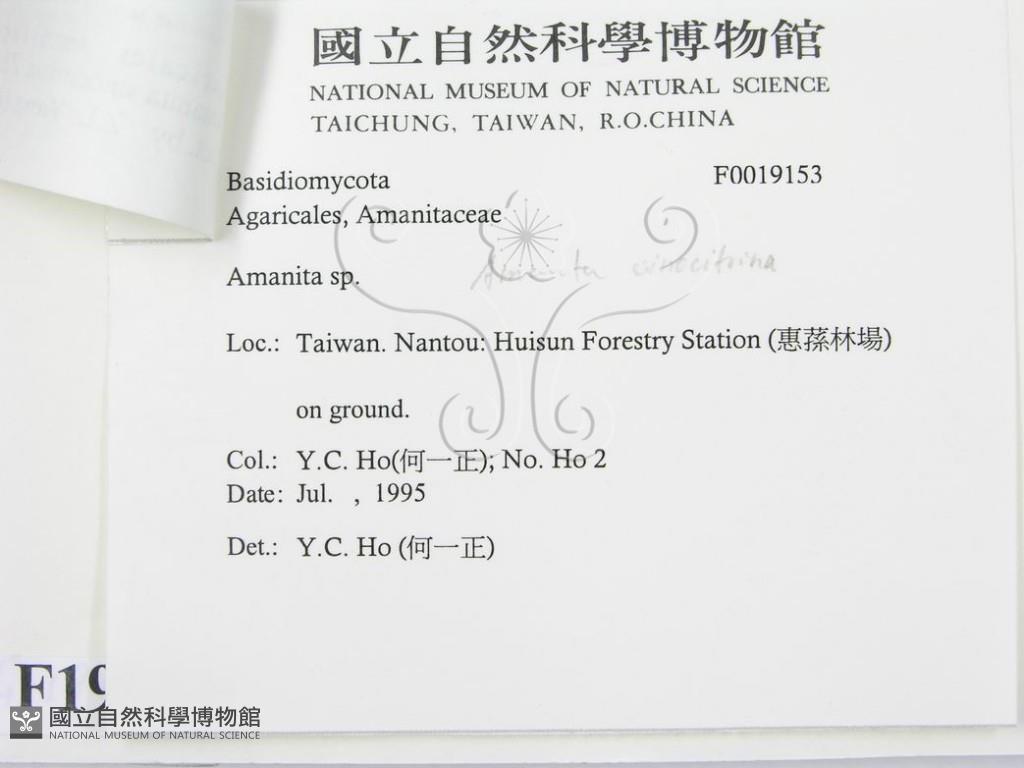 國立自然科學博物館
NATIONAL MUSEUM OF NATURAL SCIENCE
TAICHUNG, TAIWAN, R.O.CHINA
Basidiomycota F0019153
Agaricales, Amanitaceae
Amanita sp. Amanita sinocitrina
Loc.: Taiwan. Nantou: Huisun Forestry Station (惠蓀林場)
on ground.
Col.: Y.C. Ho(何一正); No. Ho 2
Date: Jul. , 1995
Det.: Y.C. Ho (何一正)
F19
國立自然科學博物館
NATIONAL MUSEUM OF NATURAL SCIENCE